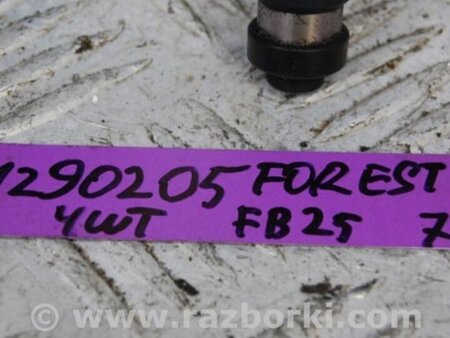 1290205 FOREST
4WT FB25 7
© www.razborki.com